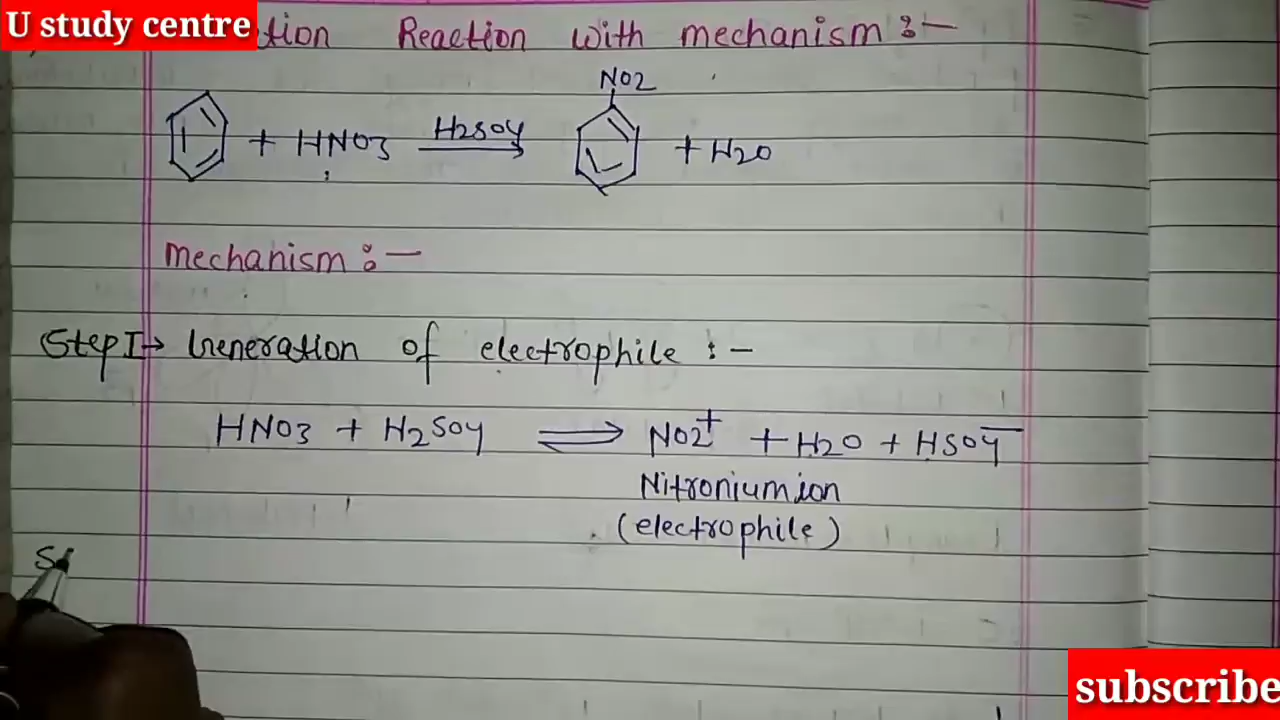 U study centre
tion Reaction with mechanism :-
NO2
+ HNO3 H2SO4 + H2O
Mechanism :-
Step I → Generation of electrophile :-
HNO3 + H2SO4 ⇌ NO2+ + H2O + HSO4-
Nitronium ion
(electrophile)
S
subscribe